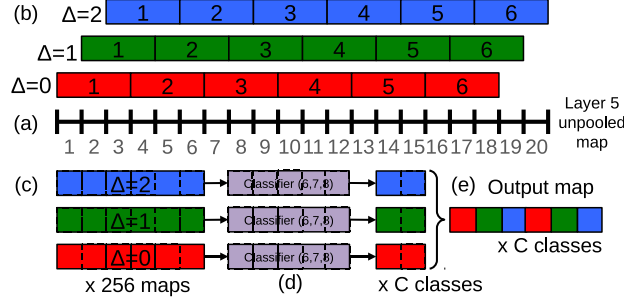 (b) Δ=2 1 2 3 4 5 6
Δ=1 1 2 3 4 5 6
Δ=0 1 2 3 4 5 6
(a)
Layer 5
unpooled
map
1 2 3 4 5 6 7 8 9 10 11 12 13 14 15 16 17 18 19 20
(c) Δ=2 Classifier (6,7,8) (e) Output map
Δ=1 Classifier (6,7,8)
x C classes
Δ=0 Classifier (6,7,8)
x 256 maps (d) x C classes